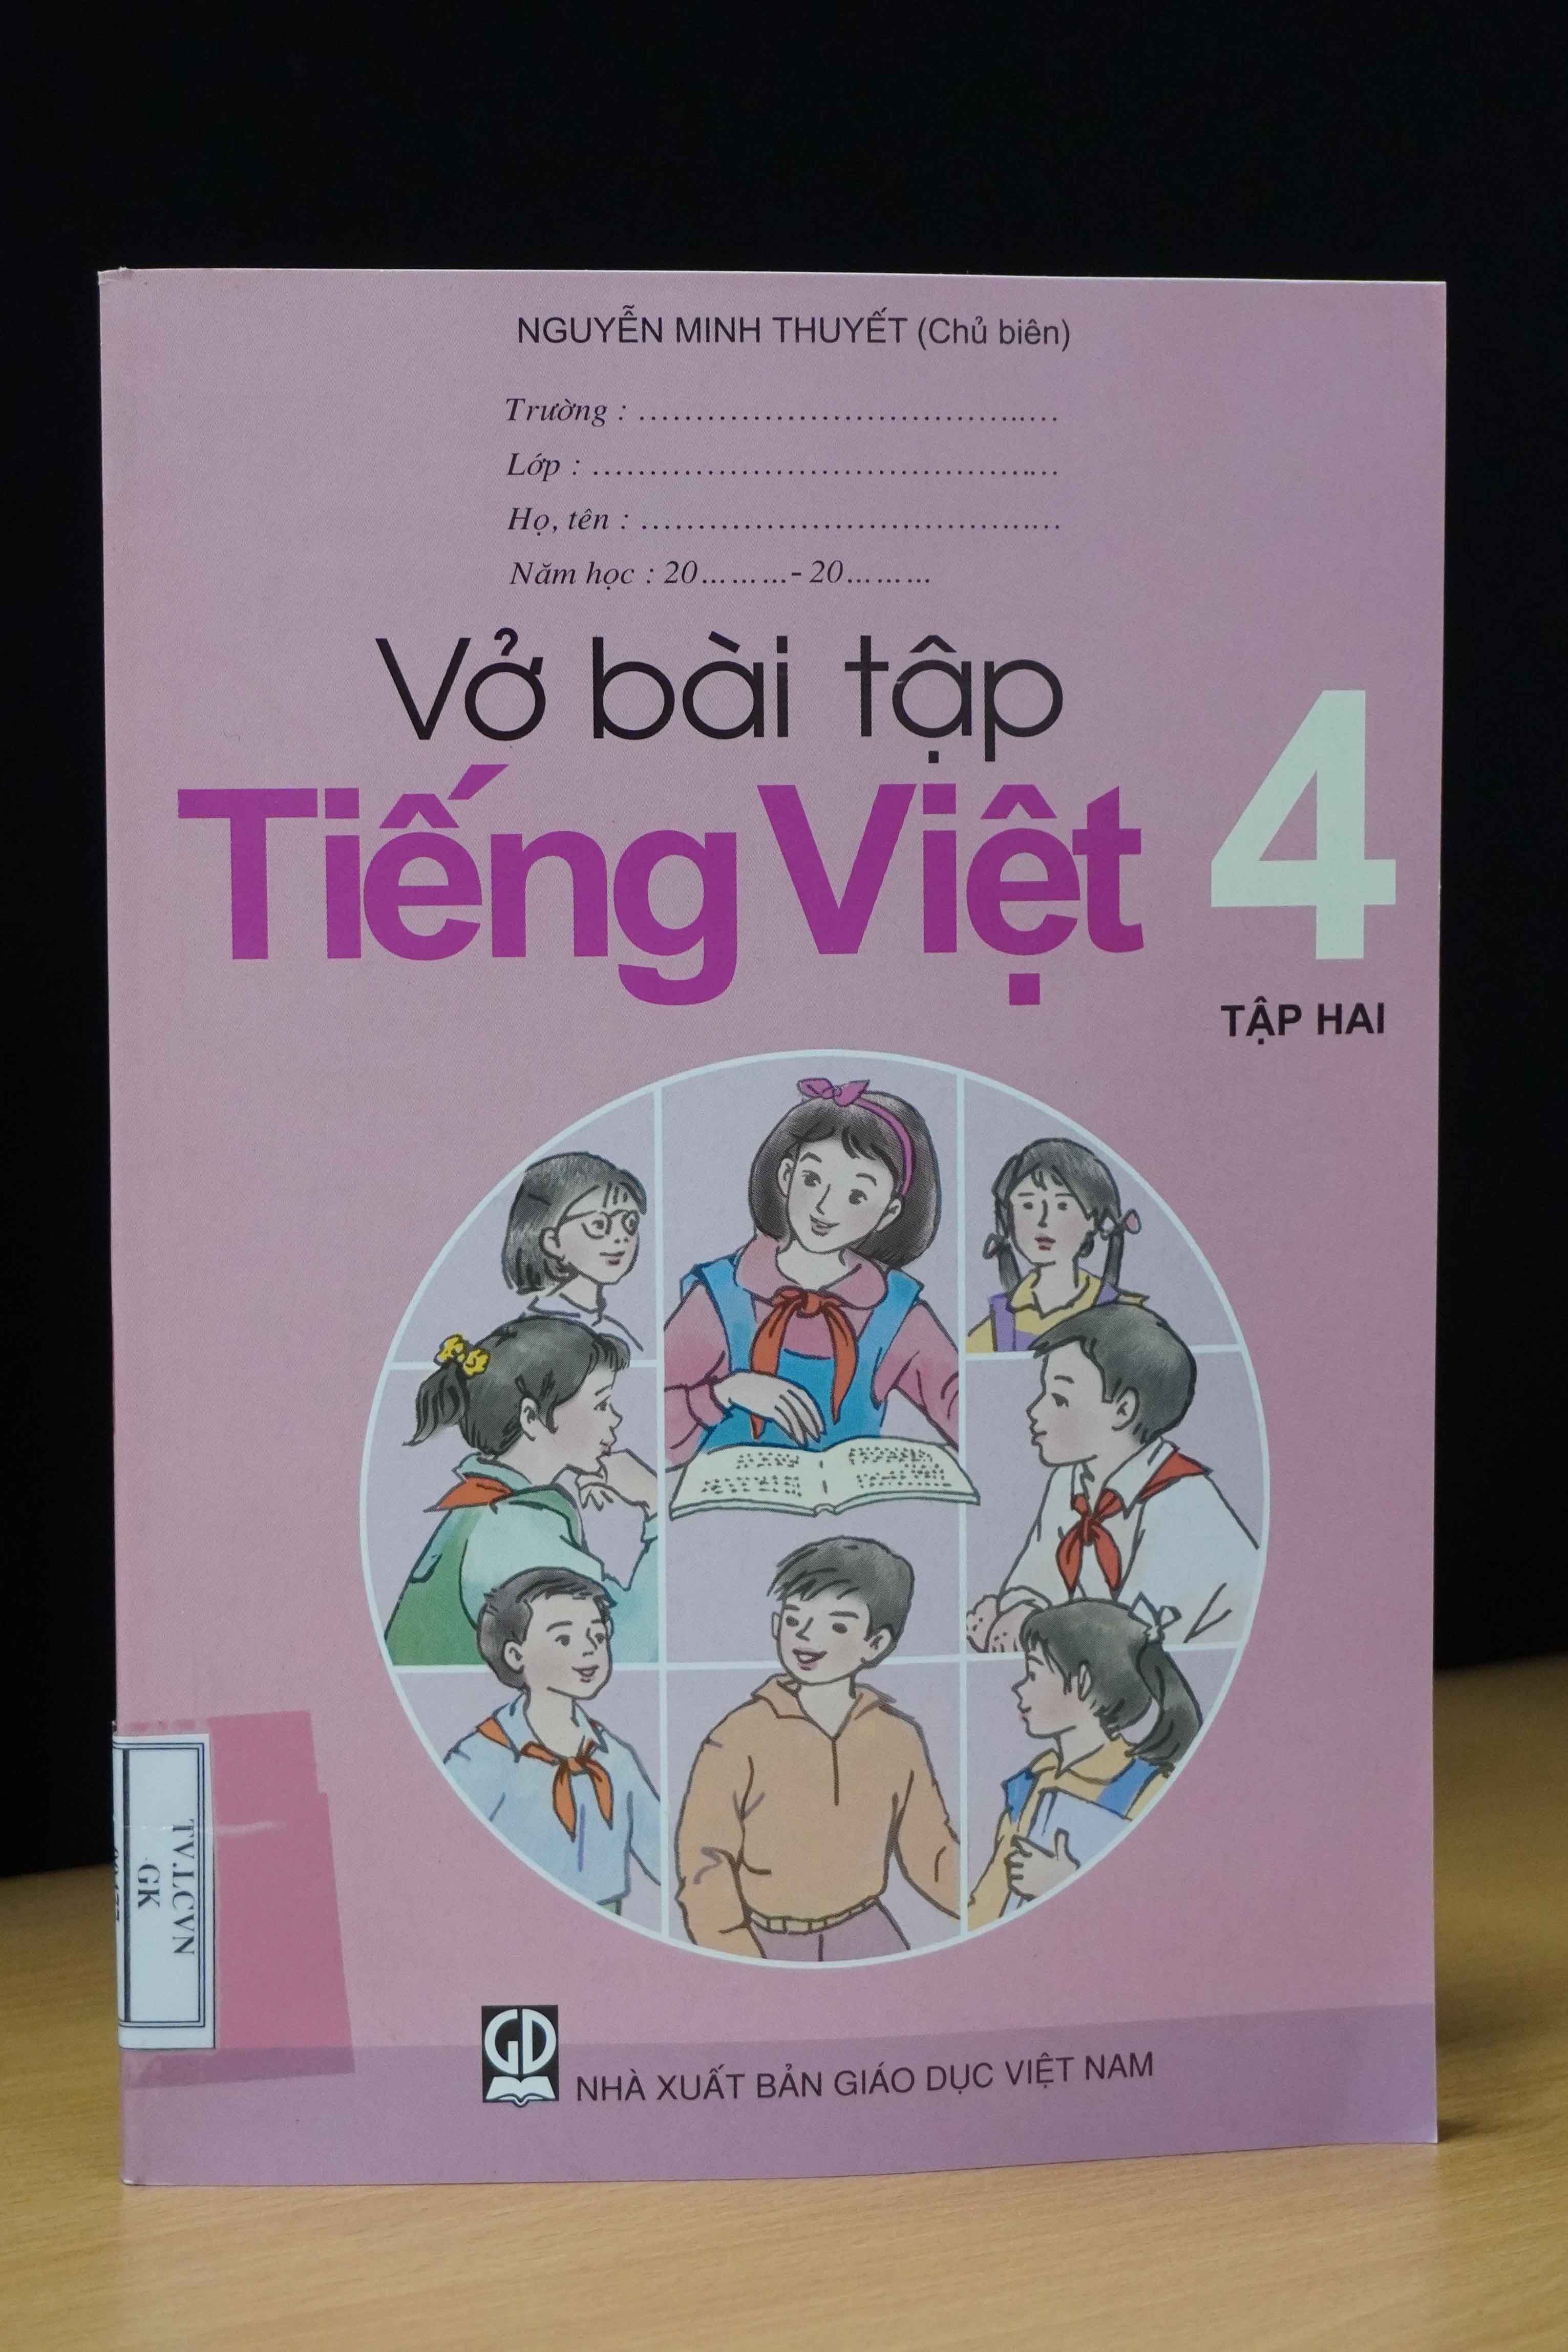 NGUYỄN MINH THUYẾT (Chủ biên)
Trường : ........................................
Lớp : ........................................
Họ, tên : ........................................
Năm học : 20.........- 20.........
Vở bài tập
Tiếng Việt 4
TẬP HAI
TV.LCVN
GK
GD
NHÀ XUẤT BẢN GIÁO DỤC VIỆT NAM